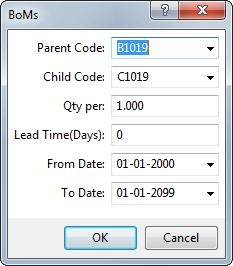 BoMs
Parent Code: B1019
Child Code: C1019
Qty per: 1.000
Lead Time(Days): 0
From Date: 01-01-2000
To Date: 01-01-2099
OK Cancel